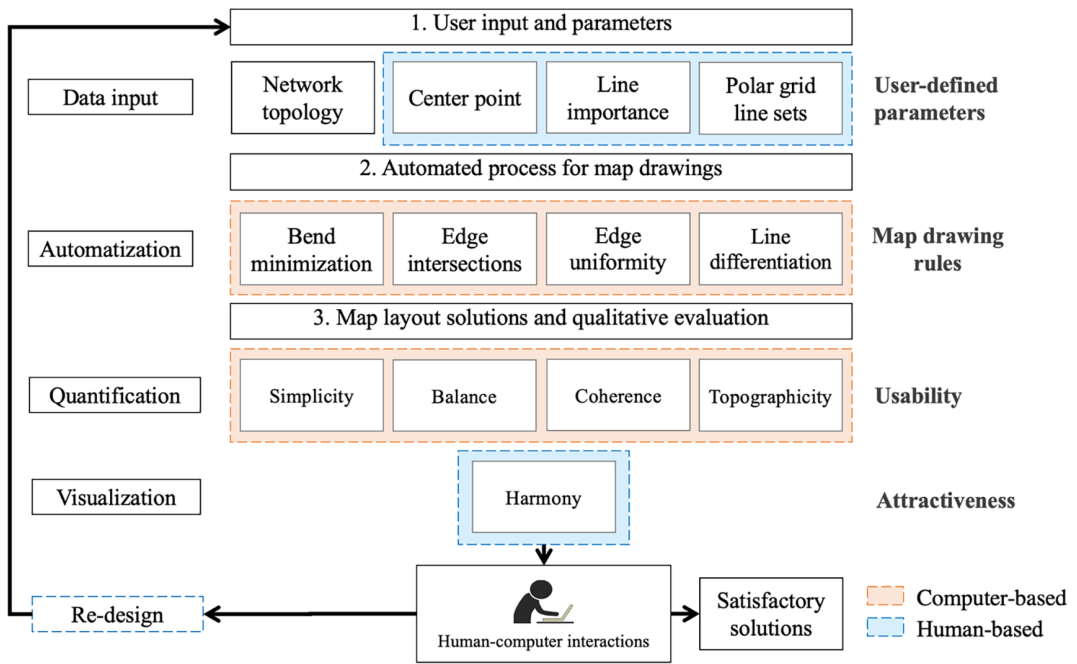 1. User input and parameters
Data input
Network
topology
Center point
Line
importance
Polar grid
line sets
User-defined
parameters
2. Automated process for map drawings
Automatization
Bend
minimization
Edge
intersections
Edge
uniformity
Line
differentiation
Map drawing
rules
3. Map layout solutions and qualitative evaluation
Quantification
Simplicity
Balance
Coherence
Topographicity
Usability
Visualization
Harmony
Attractiveness
Re-design
Human-computer interactions
Satisfactory
solutions
Computer-based
Human-based